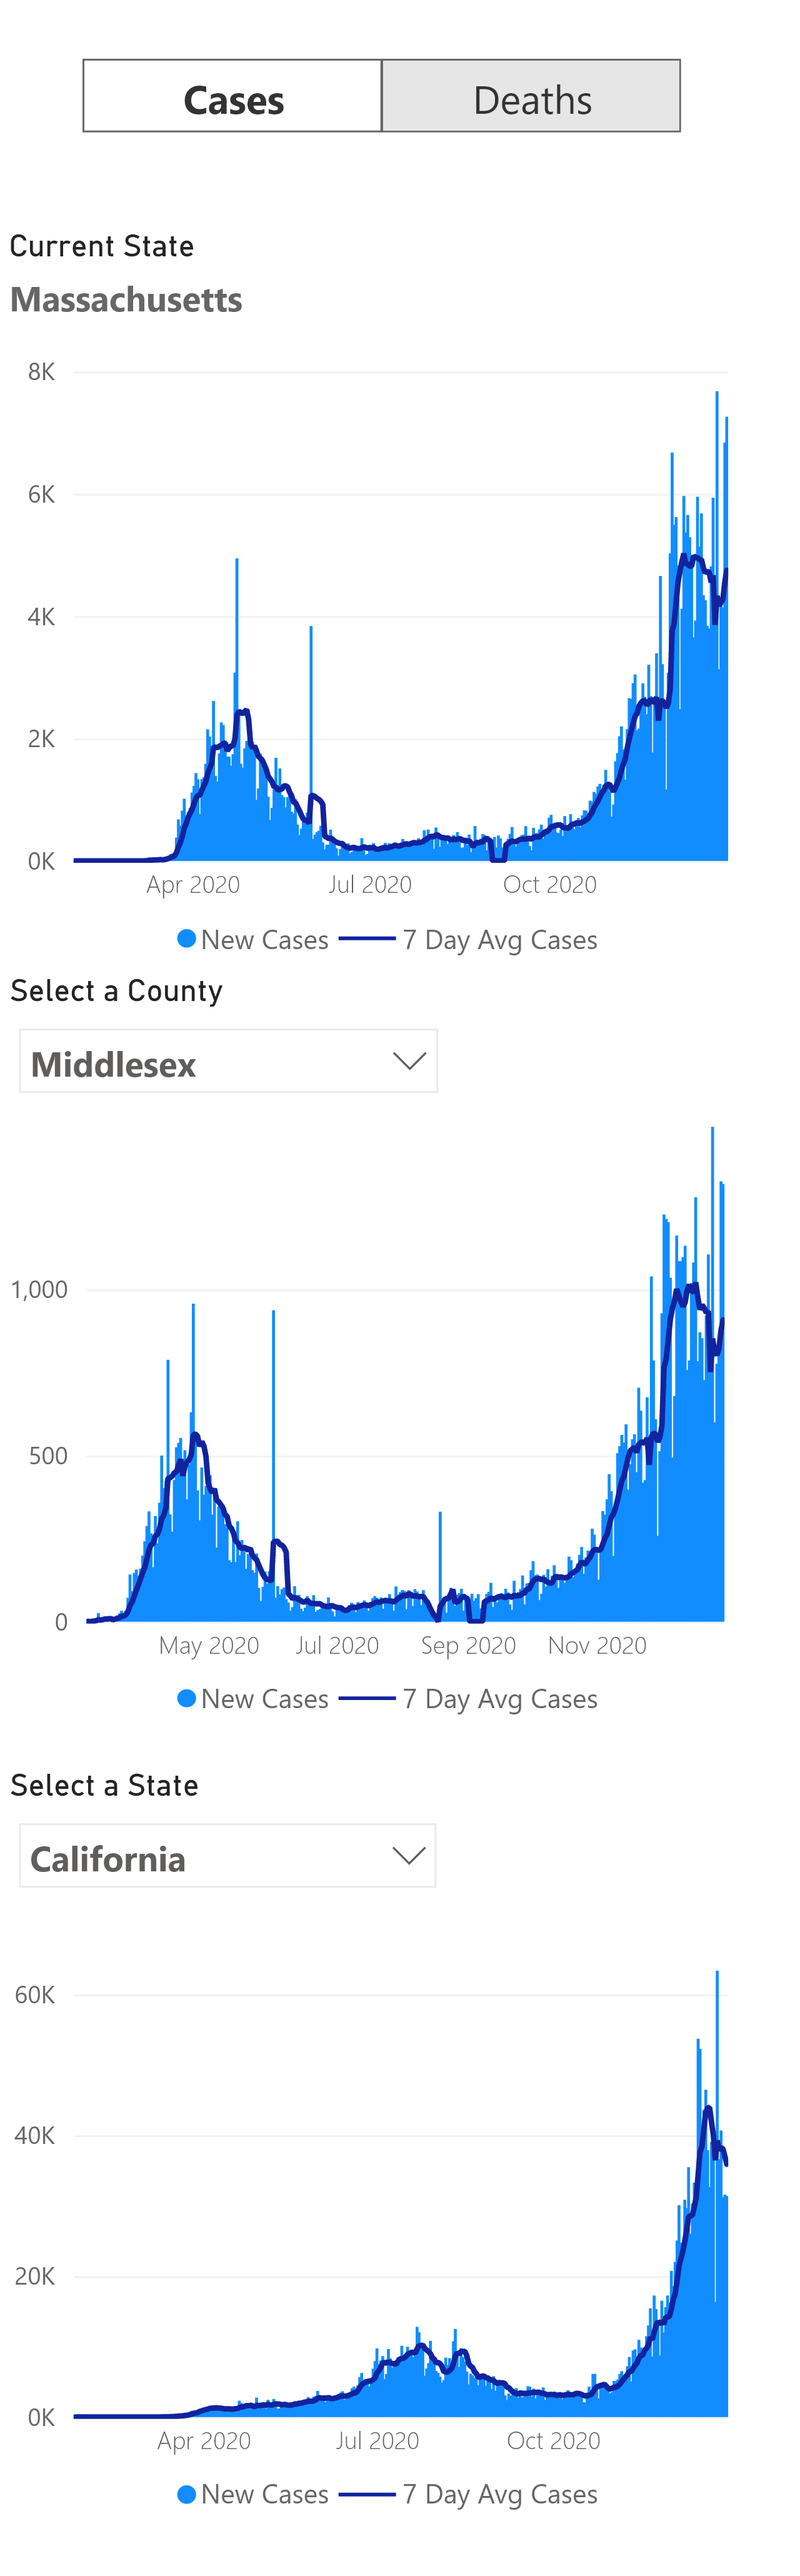 Cases Deaths
Current State
Massachusetts
8K
6K
4K
2K
0K
Apr 2020 Jul 2020 Oct 2020
New Cases 7 Day Avg Cases
Select a County
Middlesex
1,000
500
0
May 2020 Jul 2020 Sep 2020 Nov 2020
New Cases 7 Day Avg Cases
Select a State
California
60K
40K
20K
0K
Apr 2020 Jul 2020 Oct 2020
New Cases 7 Day Avg Cases